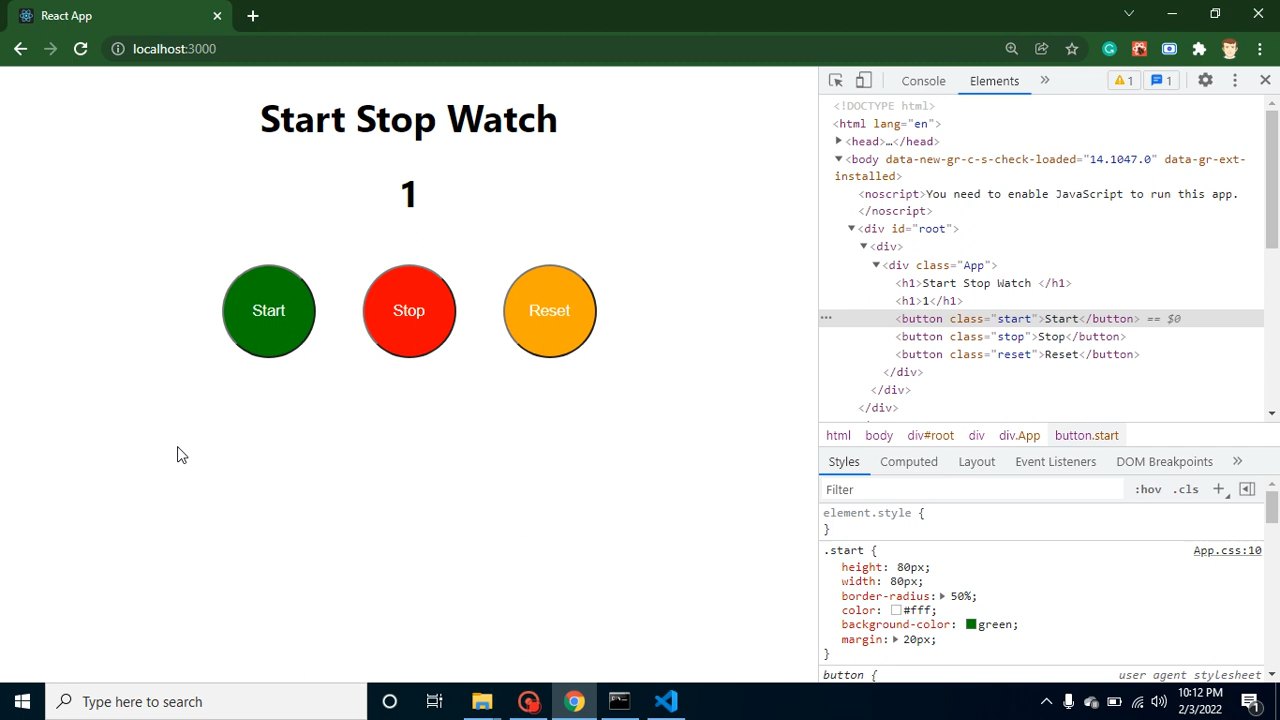 React App
localhost:3000
Start Stop Watch
1
Start Stop Reset
Console Elements 1 1
<!DOCTYPE html>
<html lang="en">
<head>…</head>
<body data-new-gr-c-s-check-loaded="14.1047.0" data-gr-ext-
installed>
<noscript>You need to enable JavaScript to run this app.
</noscript>
<div id="root">
<div>
<div class="App">
<h1>Start Stop Watch </h1>
<h1>1</h1>
<button class="start">Start</button> == $0
<button class="stop">Stop</button>
<button class="reset">Reset</button>
</div>
</div>
</div>
html body div#root div div.App button.start
Styles Computed Layout Event Listeners DOM Breakpoints
Filter :hov .cls
element.style {
}
.start { App.css:10
height: 80px;
width: 80px;
border-radius: 50%;
color: #fff;
background-color: green;
margin: 20px;
}
button { user agent stylesheet
Type here to search
10:12 PM
2/3/2022
1